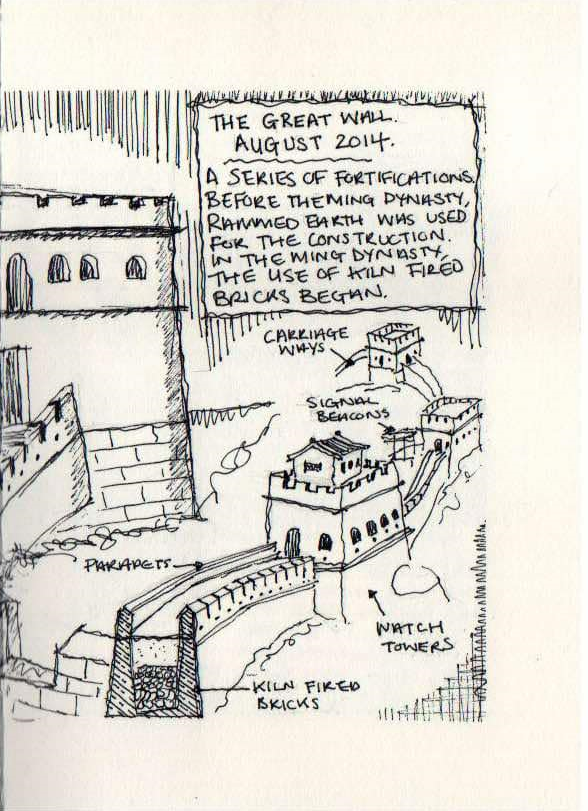 THE GREAT WALL.
AUGUST 2014.
A SERIES OF FORTIFICATIONS.
BEFORE THE MING DYNASTY,
RAMMED EARTH WAS USED
FOR THE CONSTRUCTION.
IN THE MING DYNASTY,
THE USE OF KILN FIRED
BRICKS BEGAN.
CARRIAGE
WAYS
SIGNAL
BEACONS
PARAPETS
WATCH
TOWERS
KILN FIRED
BRICKS